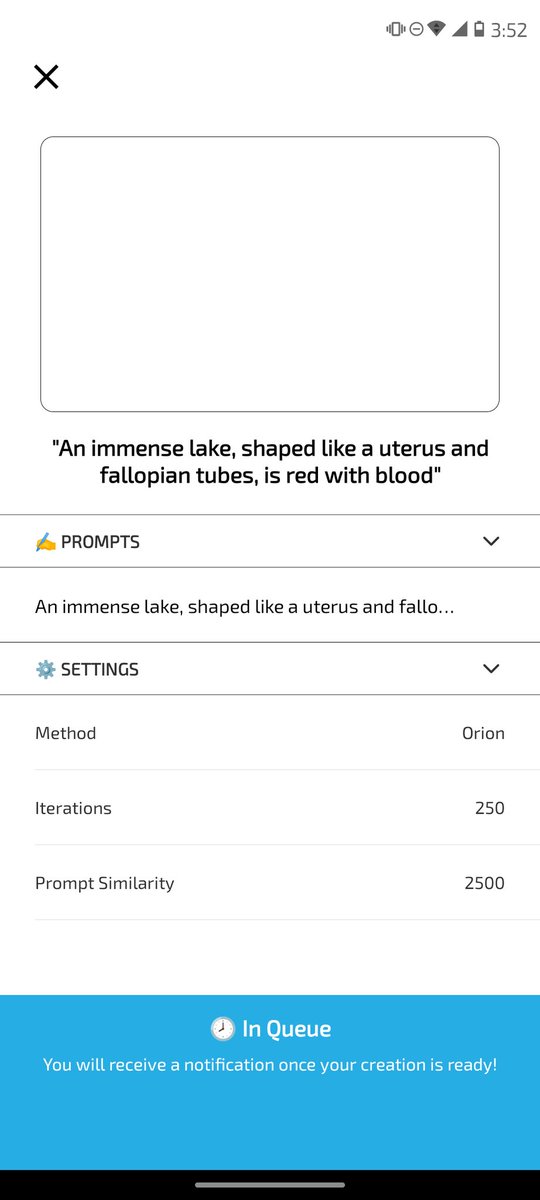 3:52
"An immense lake, shaped like a uterus and
fallopian tubes, is red with blood"
✍️ PROMPTS
An immense lake, shaped like a uterus and fallo...
⚙️ SETTINGS
Method Orion
Iterations 250
Prompt Similarity 2500
🕗 In Queue
You will receive a notification once your creation is ready!